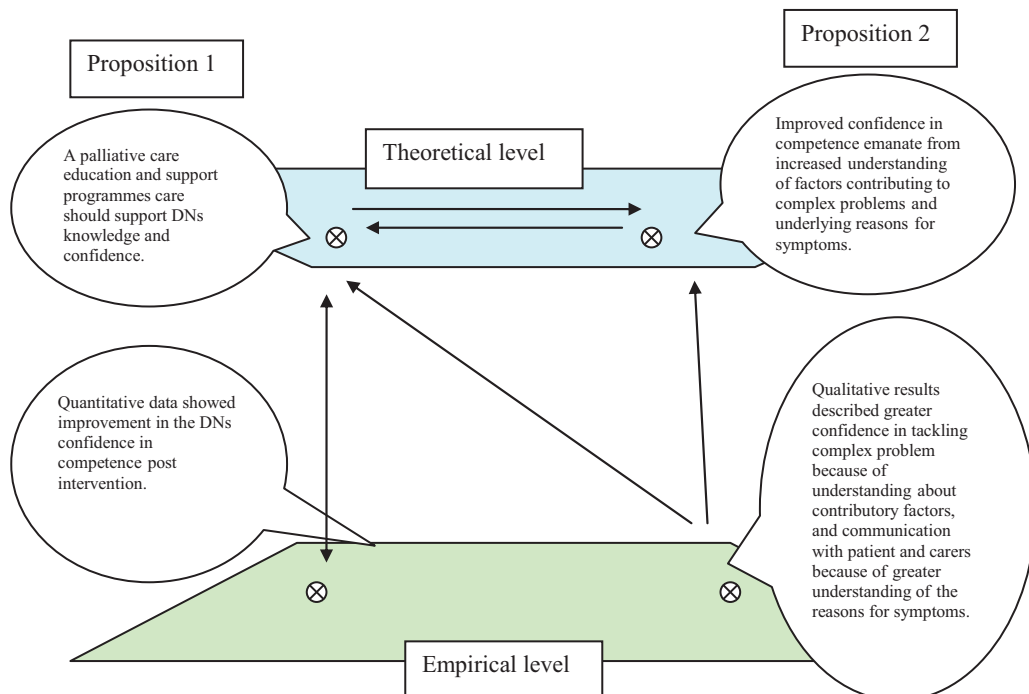 Proposition 1
Proposition 2
A palliative care
education and support
programmes care
should support DNs
knowledge and
confidence.
Theoretical level
Improved confidence in
competence emanate from
increased understanding
of factors contributing to
complex problems and
underlying reasons for
symptoms.
Quantitative data showed
improvement in the DNs
confidence in
competence post
intervention.
Qualitative results
described greater
confidence in tackling
complex problem
because of
understanding about
contributory factors,
and communication
with patient and carers
because of greater
understanding of the
reasons for symptoms.
Empirical level